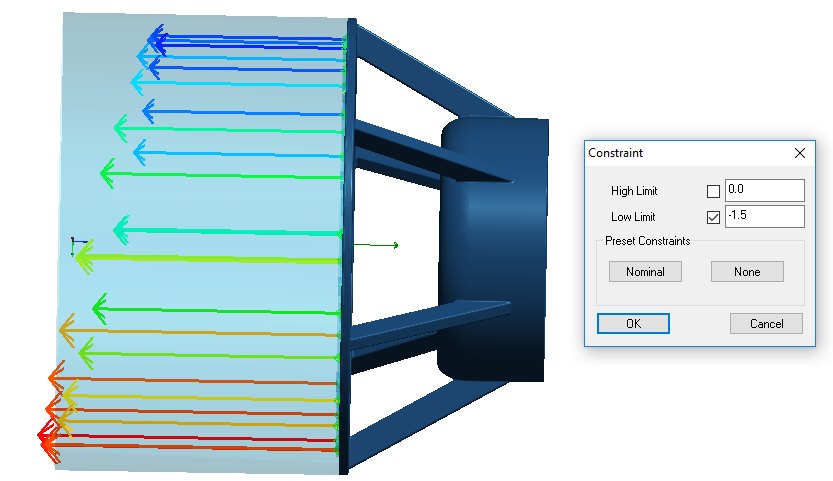 Constraint
High Limit 0.0
Low Limit -1.5
Preset Constraints
Nominal None
OK Cancel